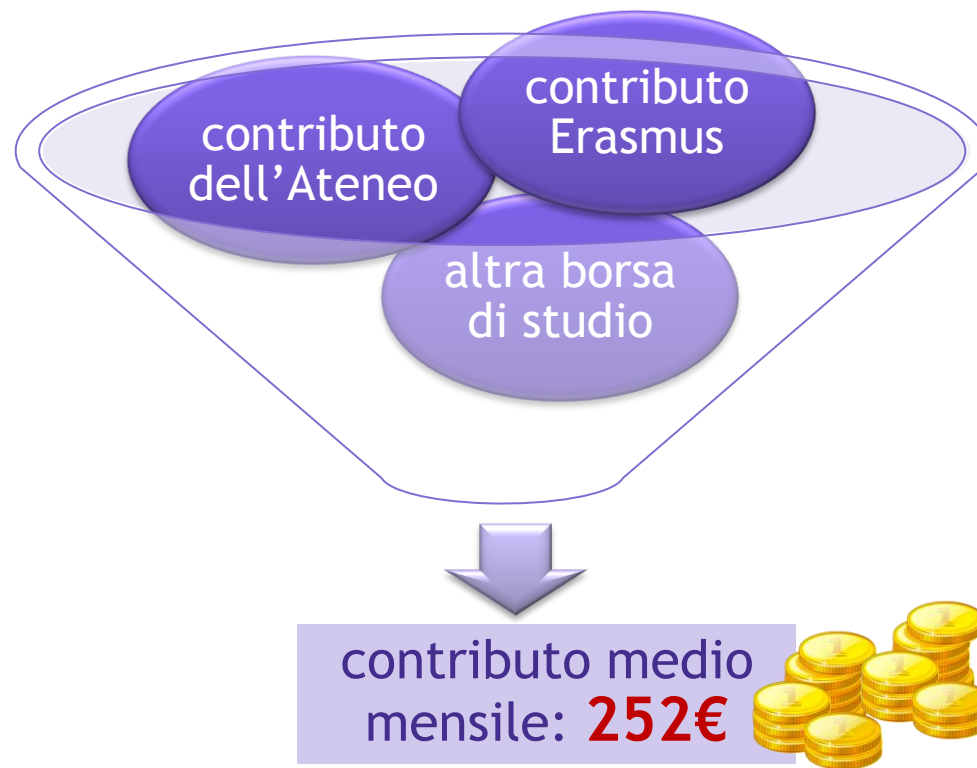 contributo
dell’Ateneo
contributo
Erasmus
altra borsa
di studio
contributo medio
mensile: 252€